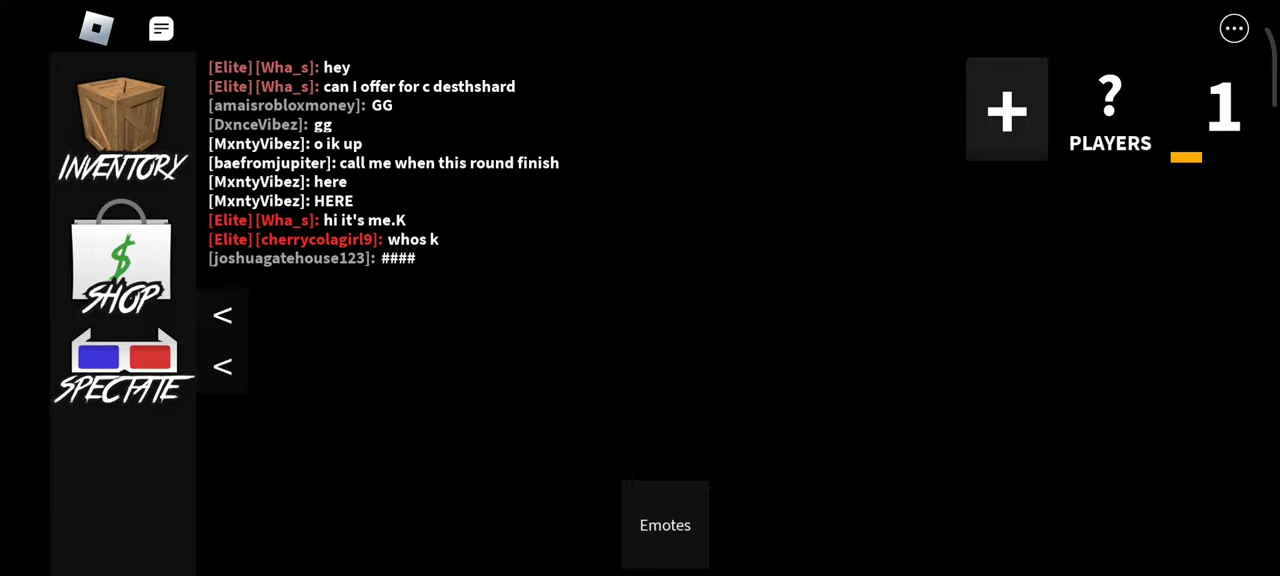 [Elite][Wha_s]: hey
[Elite][Wha_s]: can I offer for c desthshard
[amaisrobloxmoney]: GG
[DxnceVibez]: gg
[MxntyVibez]: o ik up
[baefromjupiter]: call me when this round finish
[MxntyVibez]: here
[MxntyVibez]: HERE
[Elite][Wha_s]: hi it's me.K
[Elite][cherrycolagirl9]: whos k
[joshuagatehouse123]: ####
INVENTORY
$
SHOP
SPECTATE
<
<
+
?
PLAYERS
1
Emotes